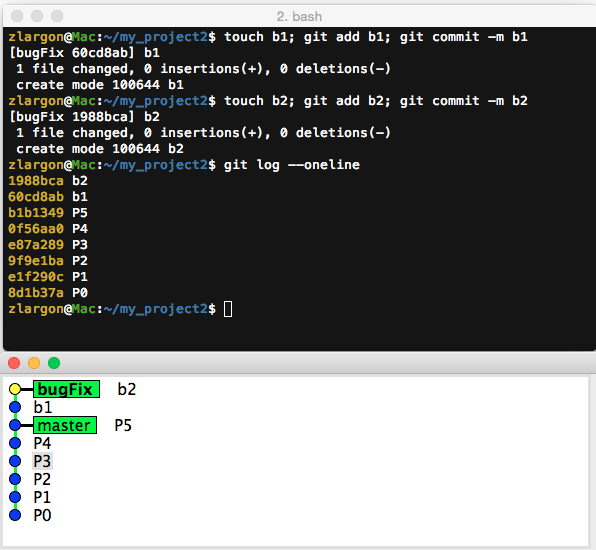 2. bash
zlargon@Mac:~/my_project2$ touch b1; git add b1; git commit -m b1
[bugFix 60cd8ab] b1
 1 file changed, 0 insertions(+), 0 deletions(-)
 create mode 100644 b1
zlargon@Mac:~/my_project2$ touch b2; git add b2; git commit -m b2
[bugFix 1988bca] b2
 1 file changed, 0 insertions(+), 0 deletions(-)
 create mode 100644 b2
zlargon@Mac:~/my_project2$ git log --oneline
1988bca b2
60cd8ab b1
b1b1349 P5
0f56aa0 P4
e87a289 P3
9f9e1ba P2
e1f290c P1
8d1b37a P0
zlargon@Mac:~/my_project2$
bugFix b2
b1
master P5
P4
P3
P2
P1
P0